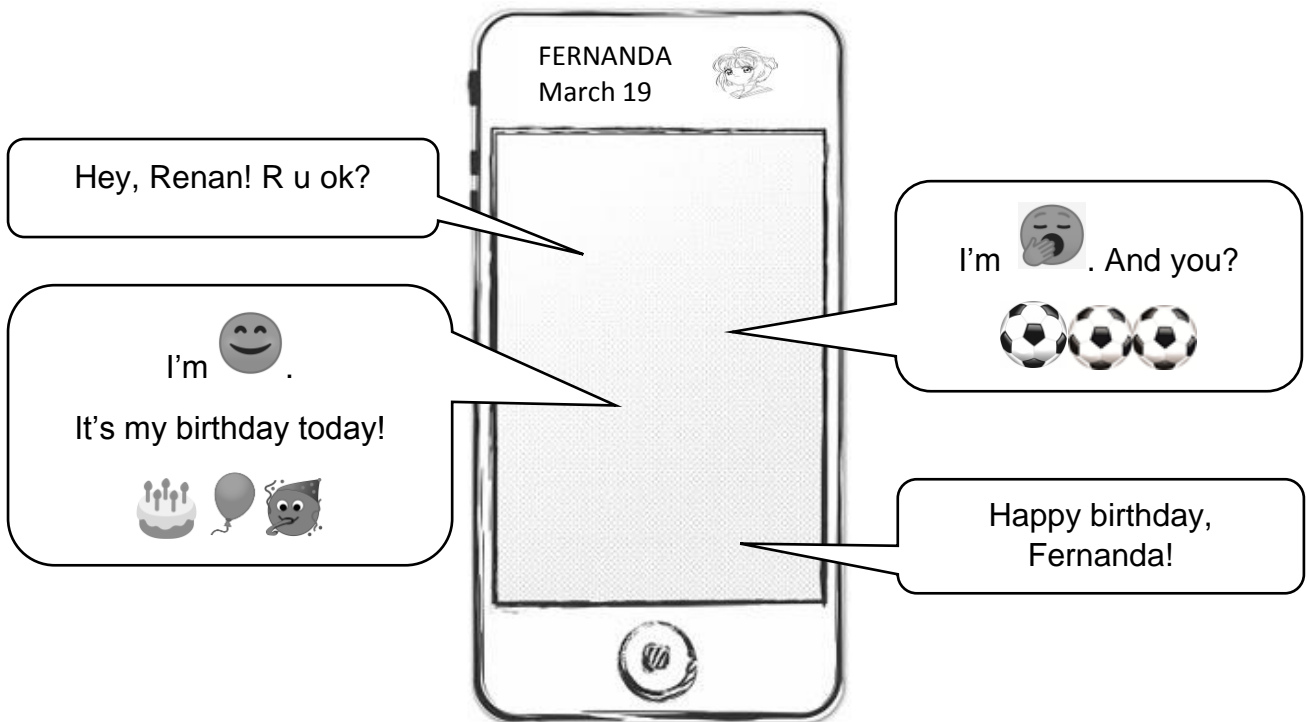 FERNANDA
March 19
Hey, Renan! R u ok?
I’m 🥱. And you?
⚽⚽⚽
I’m 😊.
It’s my birthday today!
🎂🎈🥳
Happy birthday,
Fernanda!